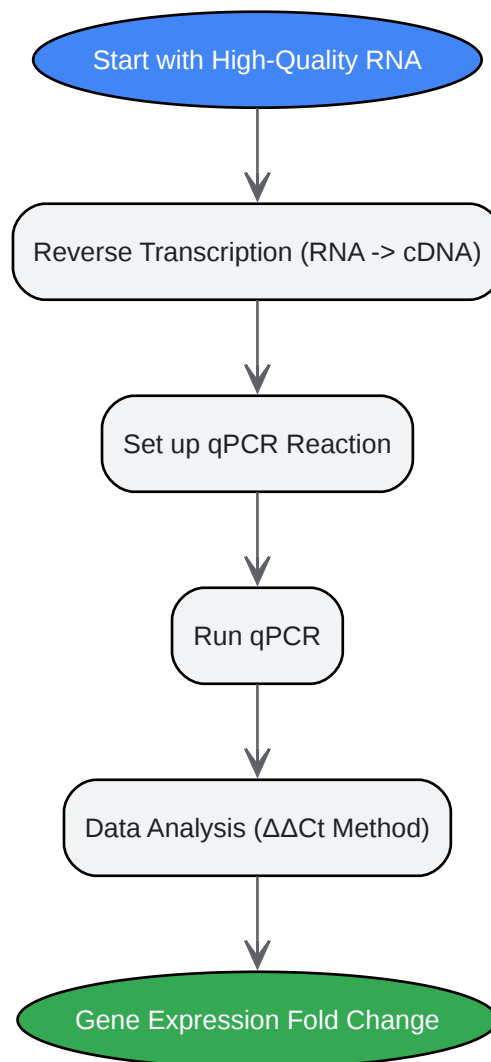 Start with High-Quality RNA
Reverse Transcription (RNA -> cDNA)
Set up qPCR Reaction
Run qPCR
Data Analysis (ΔΔCt Method)
Gene Expression Fold Change